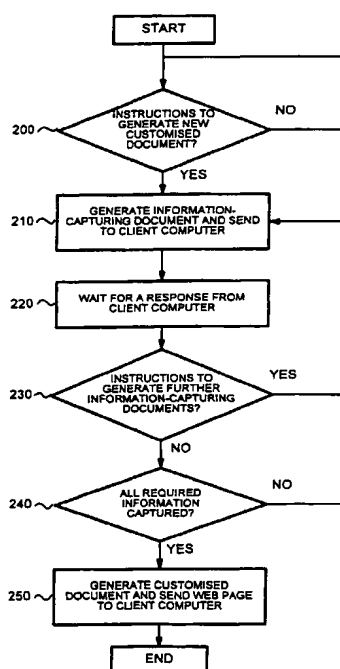 START
200
INSTRUCTIONS TO
GENERATE NEW
CUSTOMISED
DOCUMENT?
NO
YES
210
GENERATE INFORMATION-
CAPTURING DOCUMENT AND SEND
TO CLIENT COMPUTER
220
WAIT FOR A RESPONSE FROM
CLIENT COMPUTER
230
INSTRUCTIONS TO
GENERATE FURTHER
INFORMATION-CAPTURING
DOCUMENTS?
YES
NO
240
ALL REQUIRED
INFORMATION
CAPTURED?
NO
YES
250
GENERATE CUSTOMISED
DOCUMENT AND SEND WEB PAGE
TO CLIENT COMPUTER
END